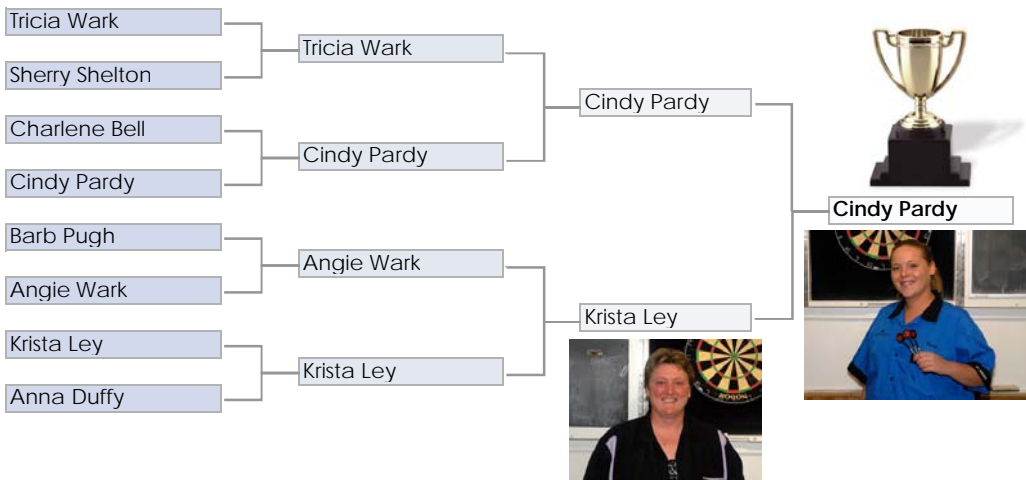 Tricia Wark
Sherry Shelton
Charlene Bell
Cindy Pardy
Barb Pugh
Angie Wark
Krista Ley
Anna Duffy
Tricia Wark
Cindy Pardy
Angie Wark
Krista Ley
Cindy Pardy
Krista Ley
Cindy Pardy